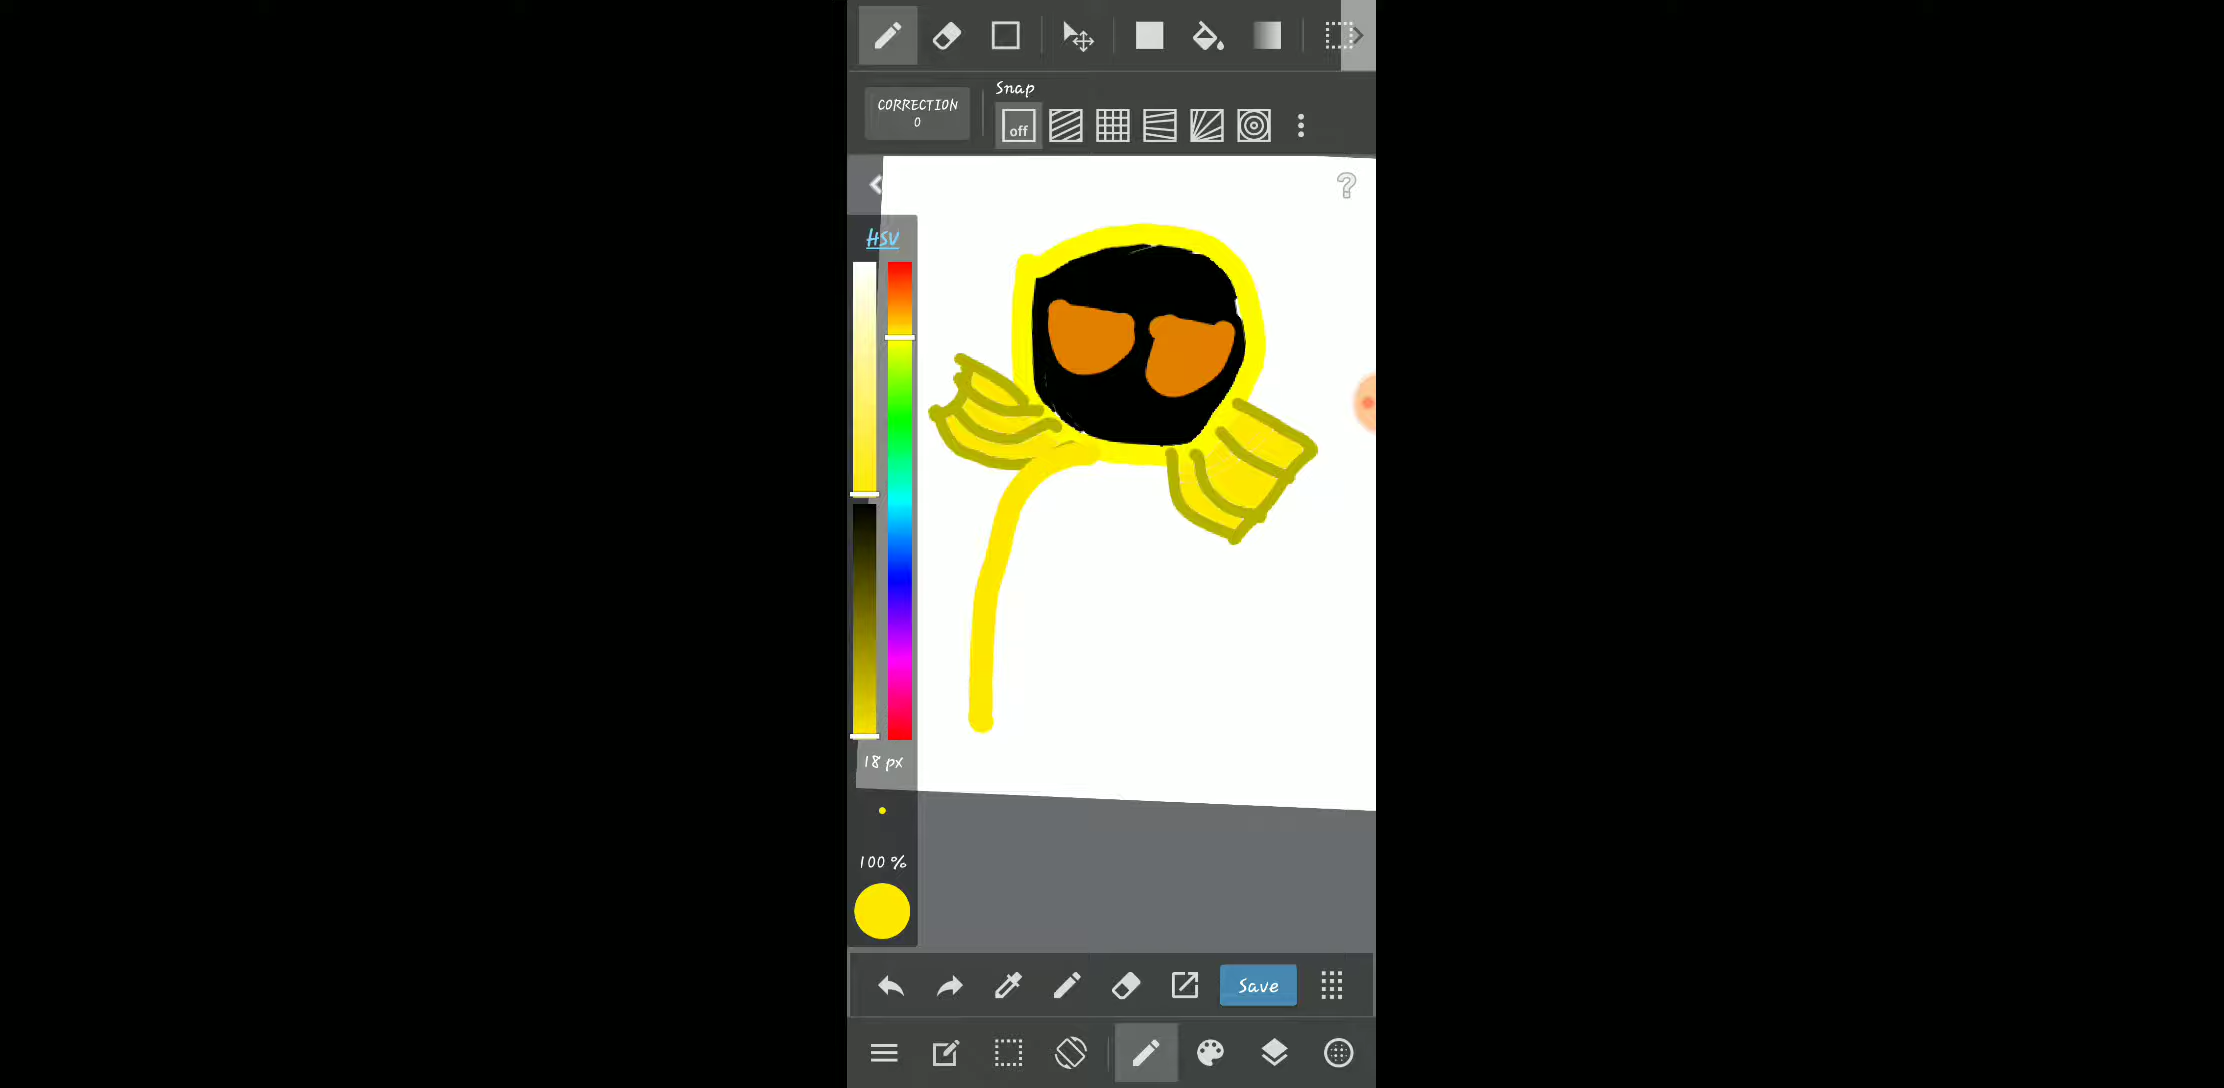 Snap
CORRECTION
0
off
HSV
18 px
100 %
Save